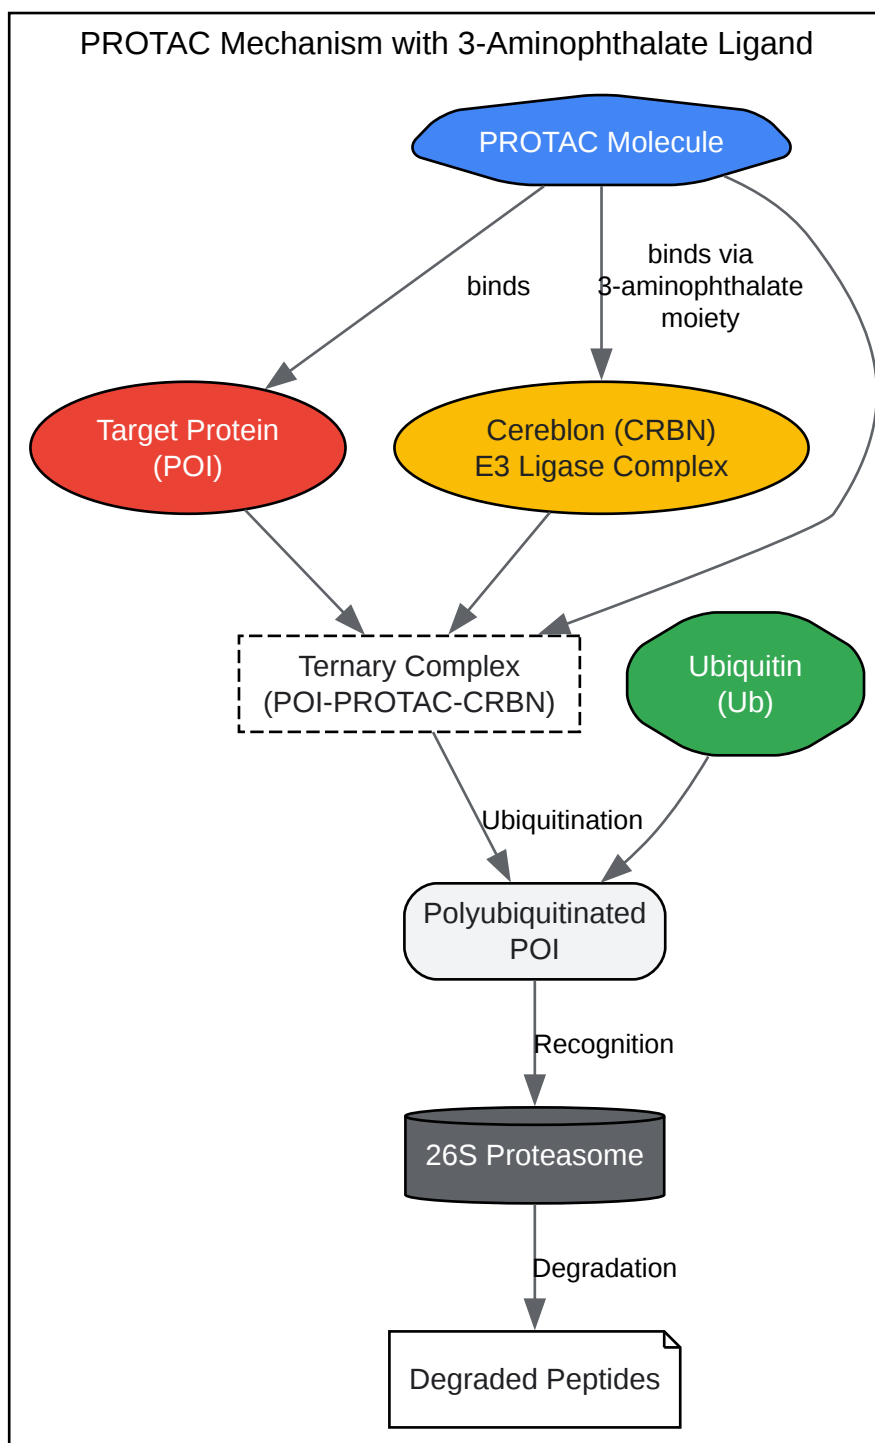 PROTAC Mechanism with 3-Aminophthalate Ligand
PROTAC Molecule
binds
binds via
3-aminophthalate
moiety
Target Protein
(POI)
Cereblon (CRBN)
E3 Ligase Complex
Ternary Complex
(POI-PROTAC-CRBN)
Ubiquitin
(Ub)
Ubiquitination
Polyubiquitinated
POI
Recognition
26S Proteasome
Degradation
Degraded Peptides